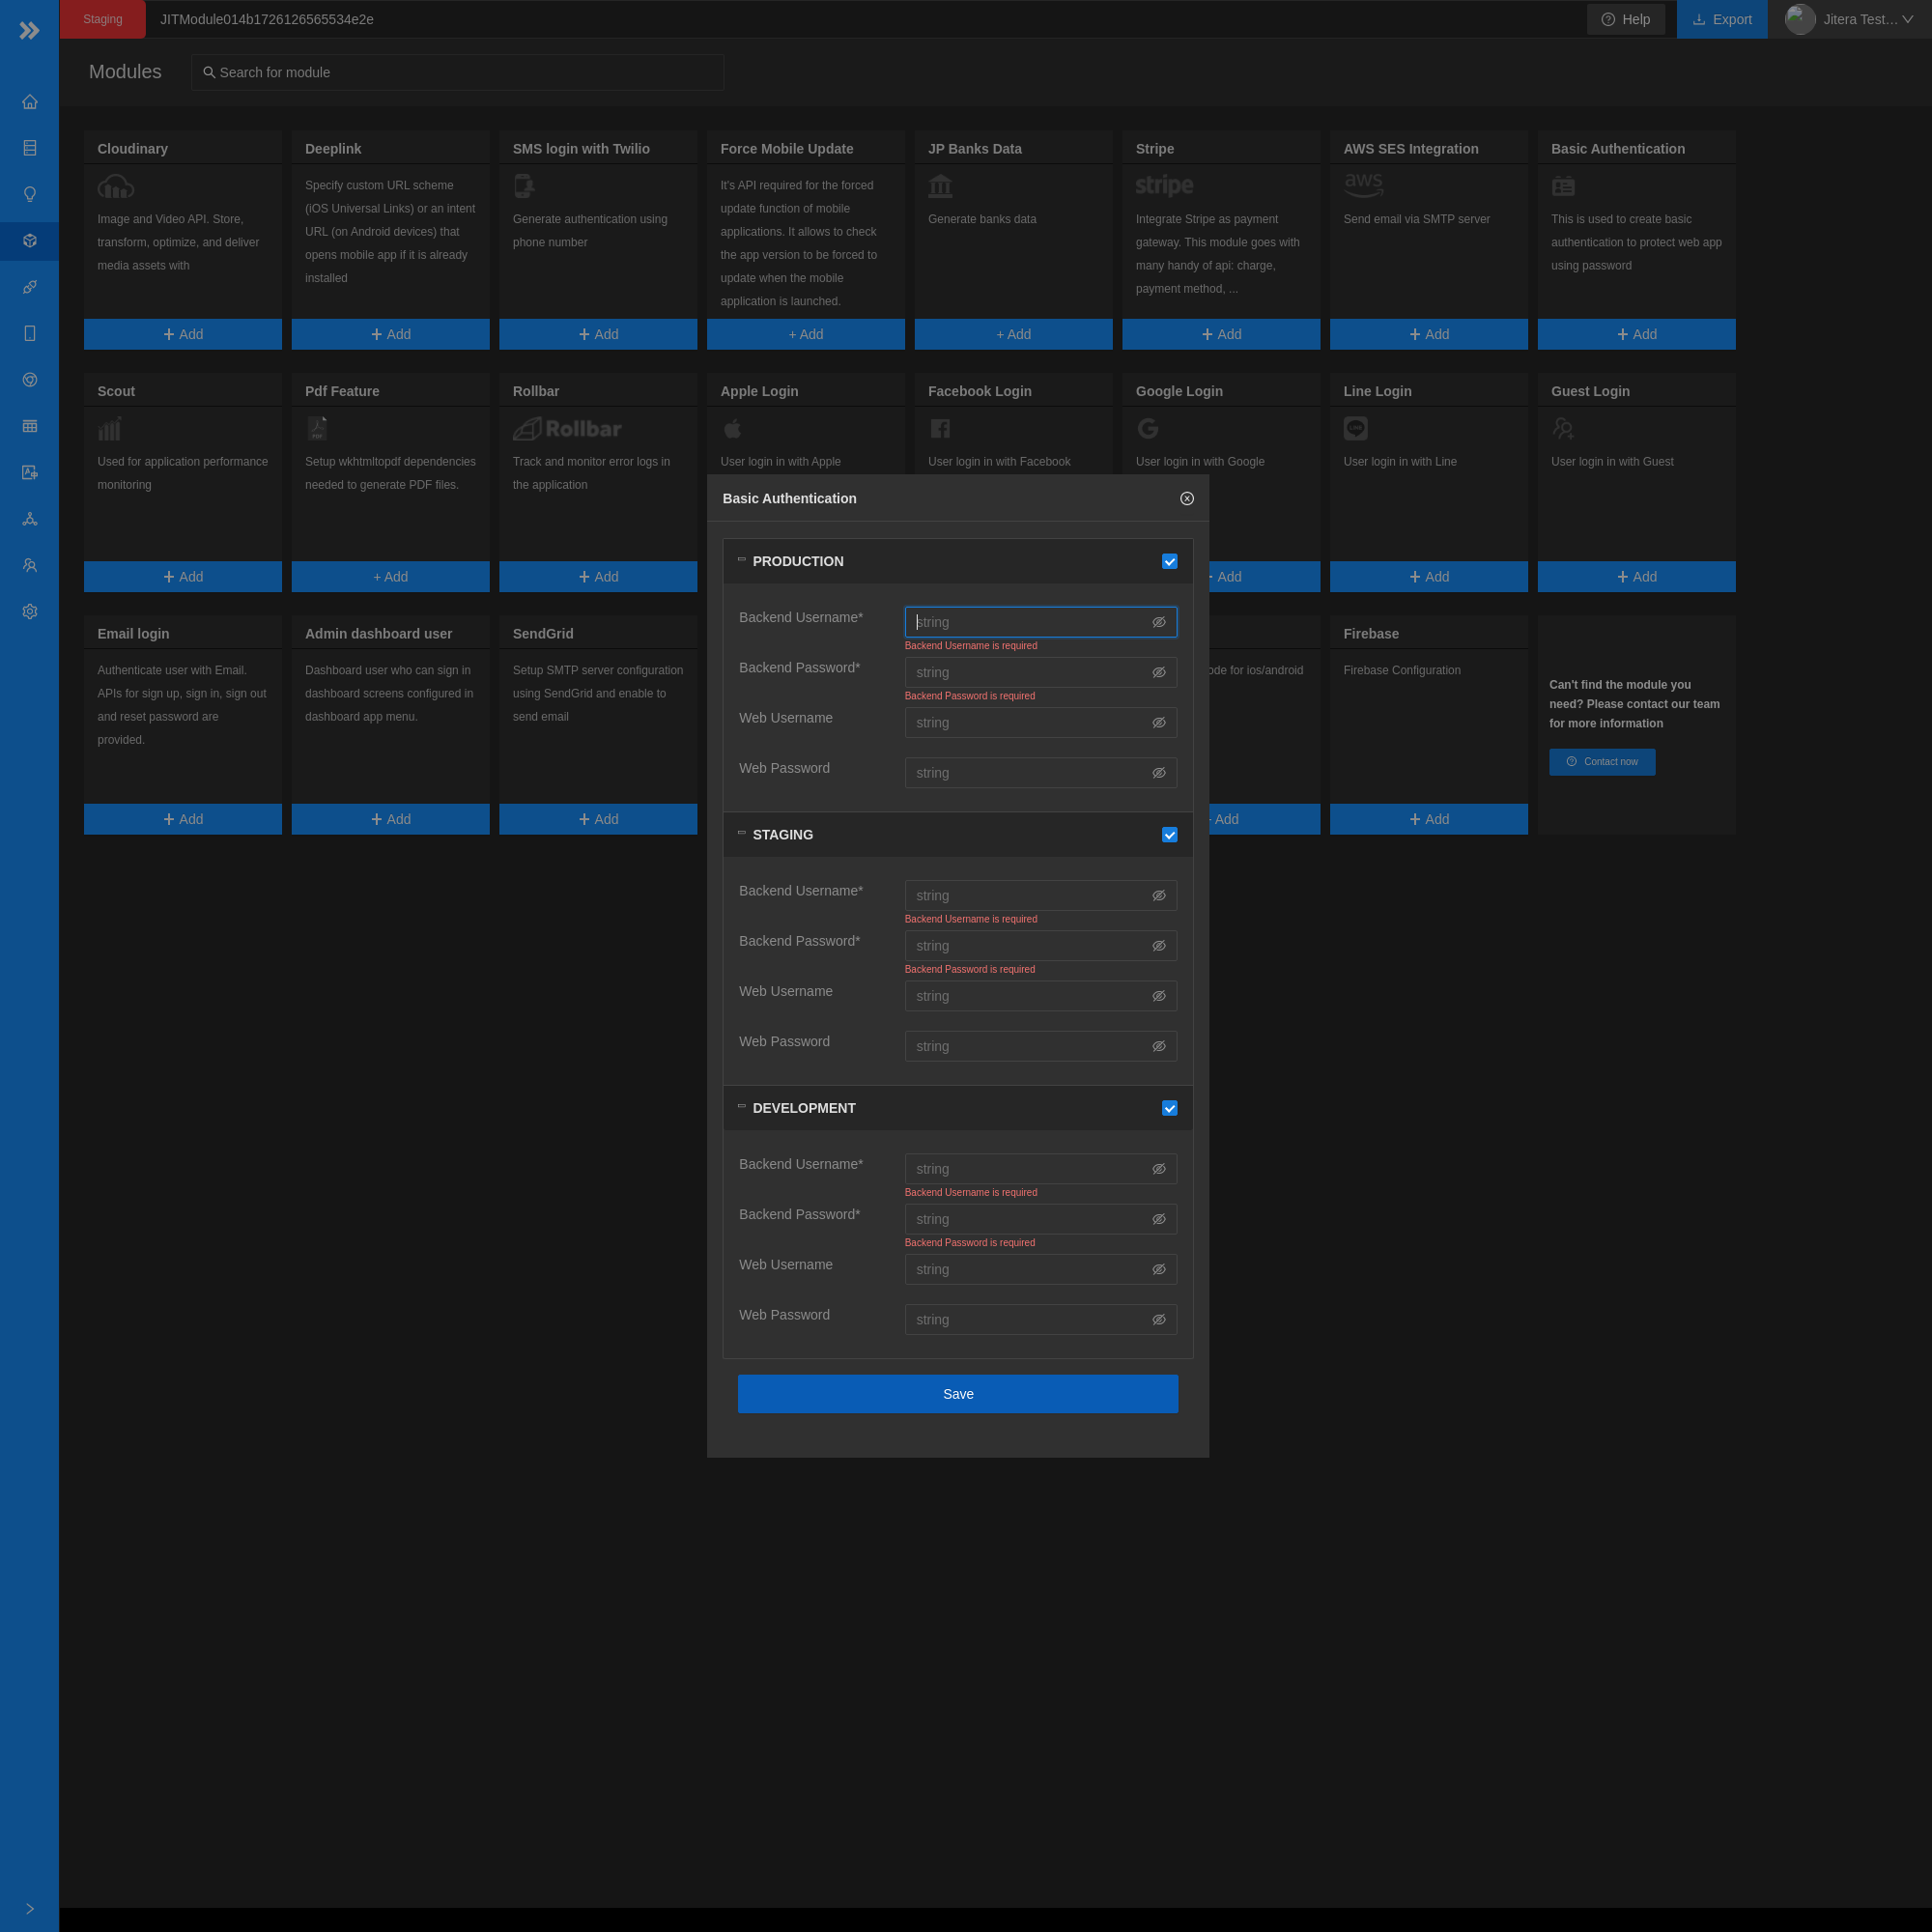 Staging
JITModule014b1726126565534e2e
Help
Export
Jitera Test...
Modules
Search for module
Cloudinary
Image and Video API. Store,
transform, optimize, and deliver
media assets with
+ Add
Deeplink
Specify custom URL scheme
(iOS Universal Links) or an intent
URL (on Android devices) that
opens mobile app if it is already
installed
+ Add
SMS login with Twilio
Generate authentication using
phone number
+ Add
Force Mobile Update
It's API required for the forced
update function of mobile
applications. It allows to check
the app version to be forced to
update when the mobile
application is launched.
+ Add
JP Banks Data
Generate banks data
+ Add
Stripe
stripe
Integrate Stripe as payment
gateway. This module goes with
many handy of api: charge,
payment method, ...
+ Add
AWS SES Integration
aws
Send email via SMTP server
+ Add
Basic Authentication
This is used to create basic
authentication to protect web app
using password
+ Add
Scout
Used for application performance
monitoring
+ Add
Pdf Feature
PDF
Setup wkhtmltopdf dependencies
needed to generate PDF files.
+ Add
Rollbar
Rollbar
Track and monitor error logs in
the application
+ Add
Apple Login
User login in with Apple
Facebook Login
User login in with Facebook
Google Login
User login in with Google
Add
Line Login
LINE
User login in with Line
+ Add
Guest Login
User login in with Guest
+ Add
Email login
Authenticate user with Email.
APIs for sign up, sign in, sign out
and reset password are
provided.
+ Add
Admin dashboard user
Dashboard user who can sign in
dashboard screens configured in
dashboard app menu.
+ Add
SendGrid
Setup SMTP server configuration
using SendGrid and enable to
send email
+ Add
ode for ios/android
Add
Firebase
Firebase Configuration
+ Add
Can't find the module you
need? Please contact our team
for more information
Contact now
Basic Authentication
PRODUCTION
Backend Username*
string
Backend Username is required
Backend Password*
string
Backend Password is required
Web Username
string
Web Password
string
STAGING
Backend Username*
string
Backend Username is required
Backend Password*
string
Backend Password is required
Web Username
string
Web Password
string
DEVELOPMENT
Backend Username*
string
Backend Username is required
Backend Password*
string
Backend Password is required
Web Username
string
Web Password
string
Save